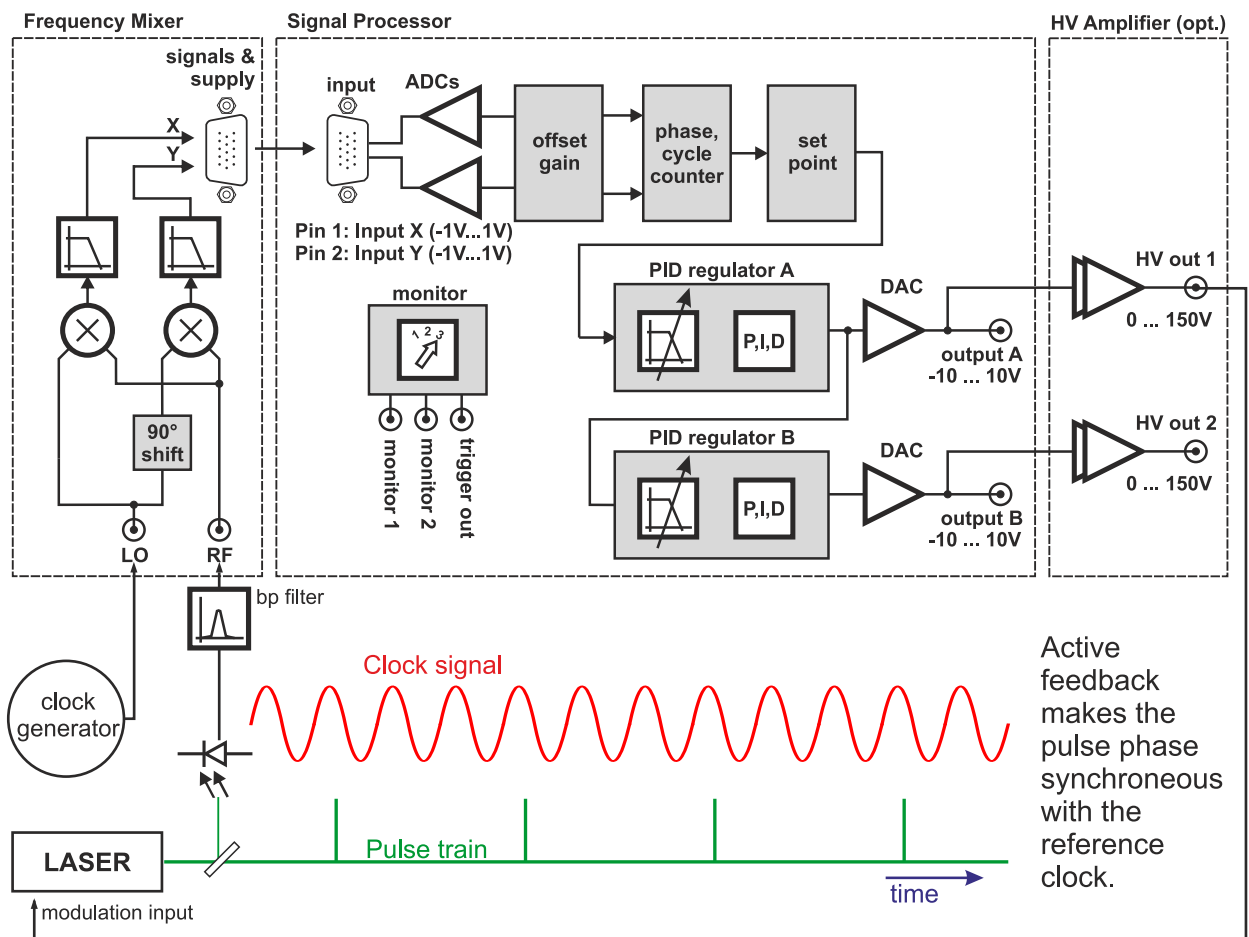 Frequency Mixer
Signal Processor
HV Amplifier (opt.)
signals &
supply
X
Y
input
ADCs
offset
gain
phase,
cycle
counter
set
point
Pin 1: Input X (-1V...1V)
Pin 2: Input Y (-1V...1V)
monitor
1 2 3
monitor 1
monitor 2
trigger out
PID regulator A
P,I,D
DAC
output A
-10 ... 10V
HV out 1
0 ... 150V
PID regulator B
P,I,D
DAC
output B
-10 ... 10V
HV out 2
0 ... 150V
90°
shift
LO
RF
bp filter
clock
generator
Clock signal
Pulse train
time
LASER
modulation input
Active
feedback
makes the
pulse phase
synchroneous
with the
reference
clock.